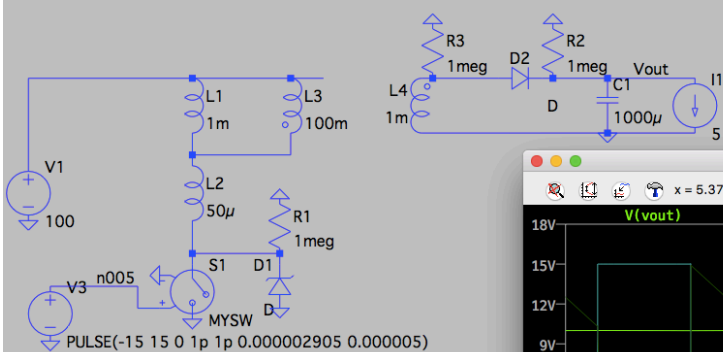 R3
1meg
D2
R2
1meg
Vout
C1
I1
L4
1m
D
1000µ
5
L1
1m
L3
100m
V1
100
L2
50µ
R1
1meg
S1
D1
D
V3
n005
MYSW
PULSE(-15 15 0 1p 1p 0.000002905 0.000005)
x = 5.37
V(vout)
18V
15V
12V
9V